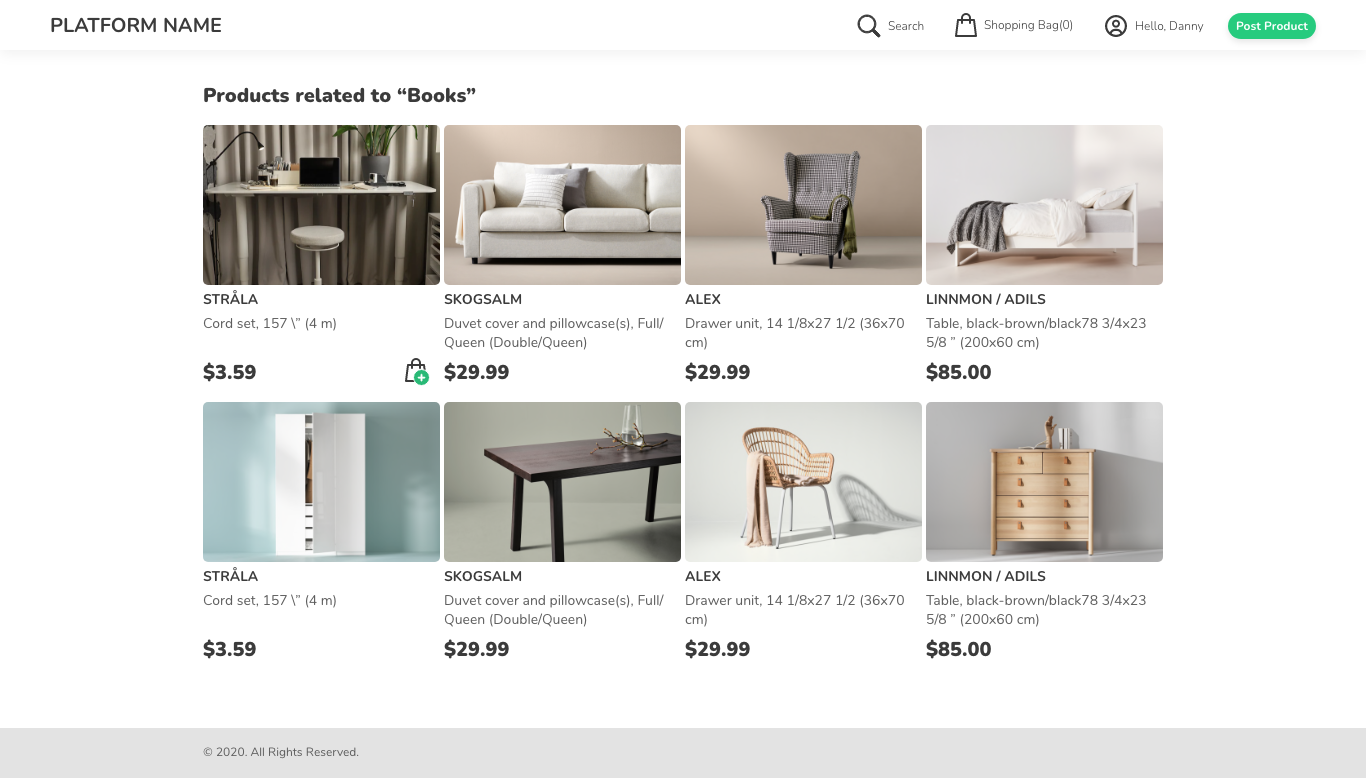 PLATFORM NAME
Search
Shopping Bag(0)
Hello, Danny
Post Product
Products related to “Books”
STRÅLA
Cord set, 157 \” (4 m)
$3.59
SKOGSALM
Duvet cover and pillowcase(s), Full/
Queen (Double/Queen)
$29.99
ALEX
Drawer unit, 14 1/8x27 1/2 (36x70
cm)
$29.99
LINNMON / ADILS
Table, black-brown/black78 3/4x23
5/8 ” (200x60 cm)
$85.00
STRÅLA
Cord set, 157 \” (4 m)
$3.59
SKOGSALM
Duvet cover and pillowcase(s), Full/
Queen (Double/Queen)
$29.99
ALEX
Drawer unit, 14 1/8x27 1/2 (36x70
cm)
$29.99
LINNMON / ADILS
Table, black-brown/black78 3/4x23
5/8 ” (200x60 cm)
$85.00
© 2020. All Rights Reserved.